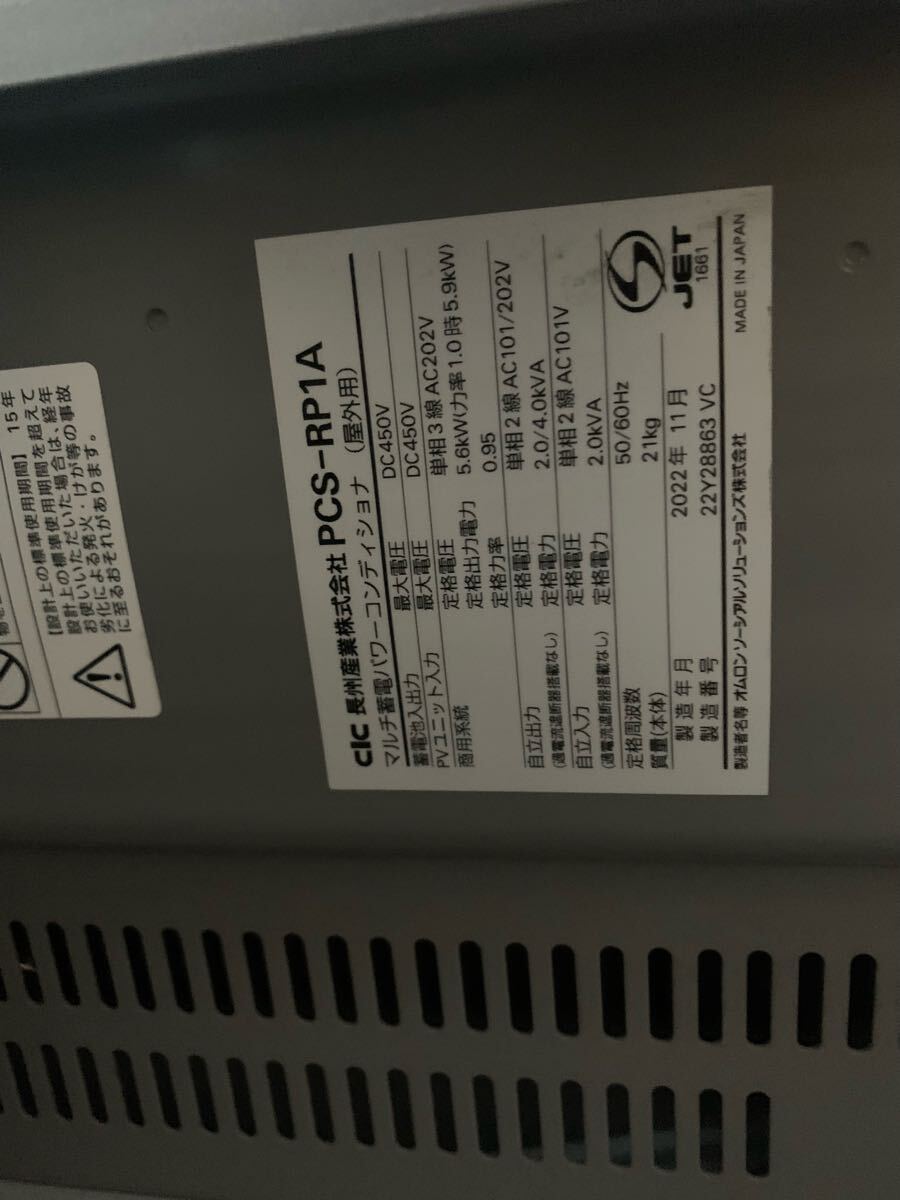 【設計上の標準使用期間】 15年
設計上の標準使用期間を超えて
お使いいただいた場合は、経年
劣化による発火・けが等の事故
に至るおそれがあります。
CIC 長州産業株式会社 PCS-RP1A
マルチ蓄電パワーコンディショナ (屋外用)
蓄電池入出力 最大電圧 DC450V
PVユニット入力 最大電圧 DC450V
商用系統 定格電圧 単相3線 AC202V
定格出力電力 5.6kW(力率1.0時 5.9kW)
定格力率 0.95
自立出力 定格電圧 単相2線 AC101/202V
(過電流遮断器搭載なし) 定格電力 2.0/4.0kVA
自立入力 定格電圧 単相2線 AC101V
(過電流遮断器搭載なし) 定格電力 2.0kVA
定格周波数 50/60Hz
質量(本体) 21kg
製造年月 2022年 11月
製造番号 22Y28863 VC
JET
1661
製造者名等 オムロン ソーシアルソリューションズ株式会社 MADE IN JAPAN